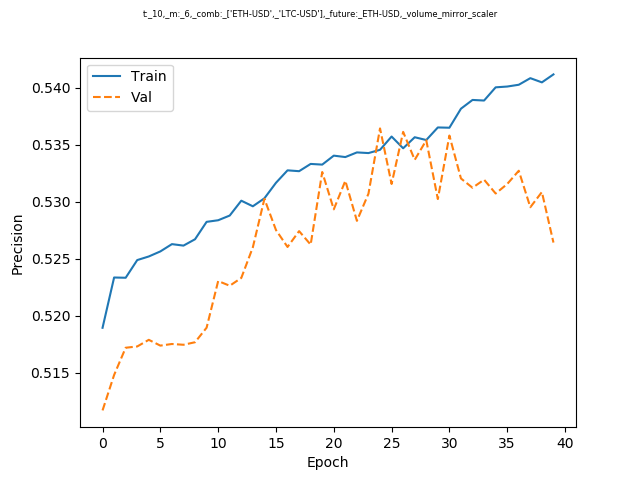 t:_10,_m:_6,_comb:_['ETH-USD',_'LTC-USD'],_future:_ETH-USD,_volume_mirror_scaler
Train
Val
0.540
0.535
0.530
0.525
0.520
0.515
Precision
0 5 10 15 20 25 30 35 40
Epoch